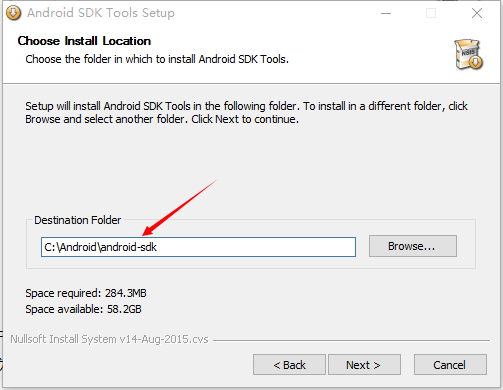 Android SDK Tools Setup
Choose Install Location
Choose the folder in which to install Android SDK Tools.
Setup will install Android SDK Tools in the following folder. To install in a different folder, click
Browse and select another folder. Click Next to continue.
Destination Folder
C:\Android\android-sdk
Browse...
Space required: 284.3MB
Space available: 58.2GB
Nullsoft Install System v14-Aug-2015.cvs
< Back
Next >
Cancel